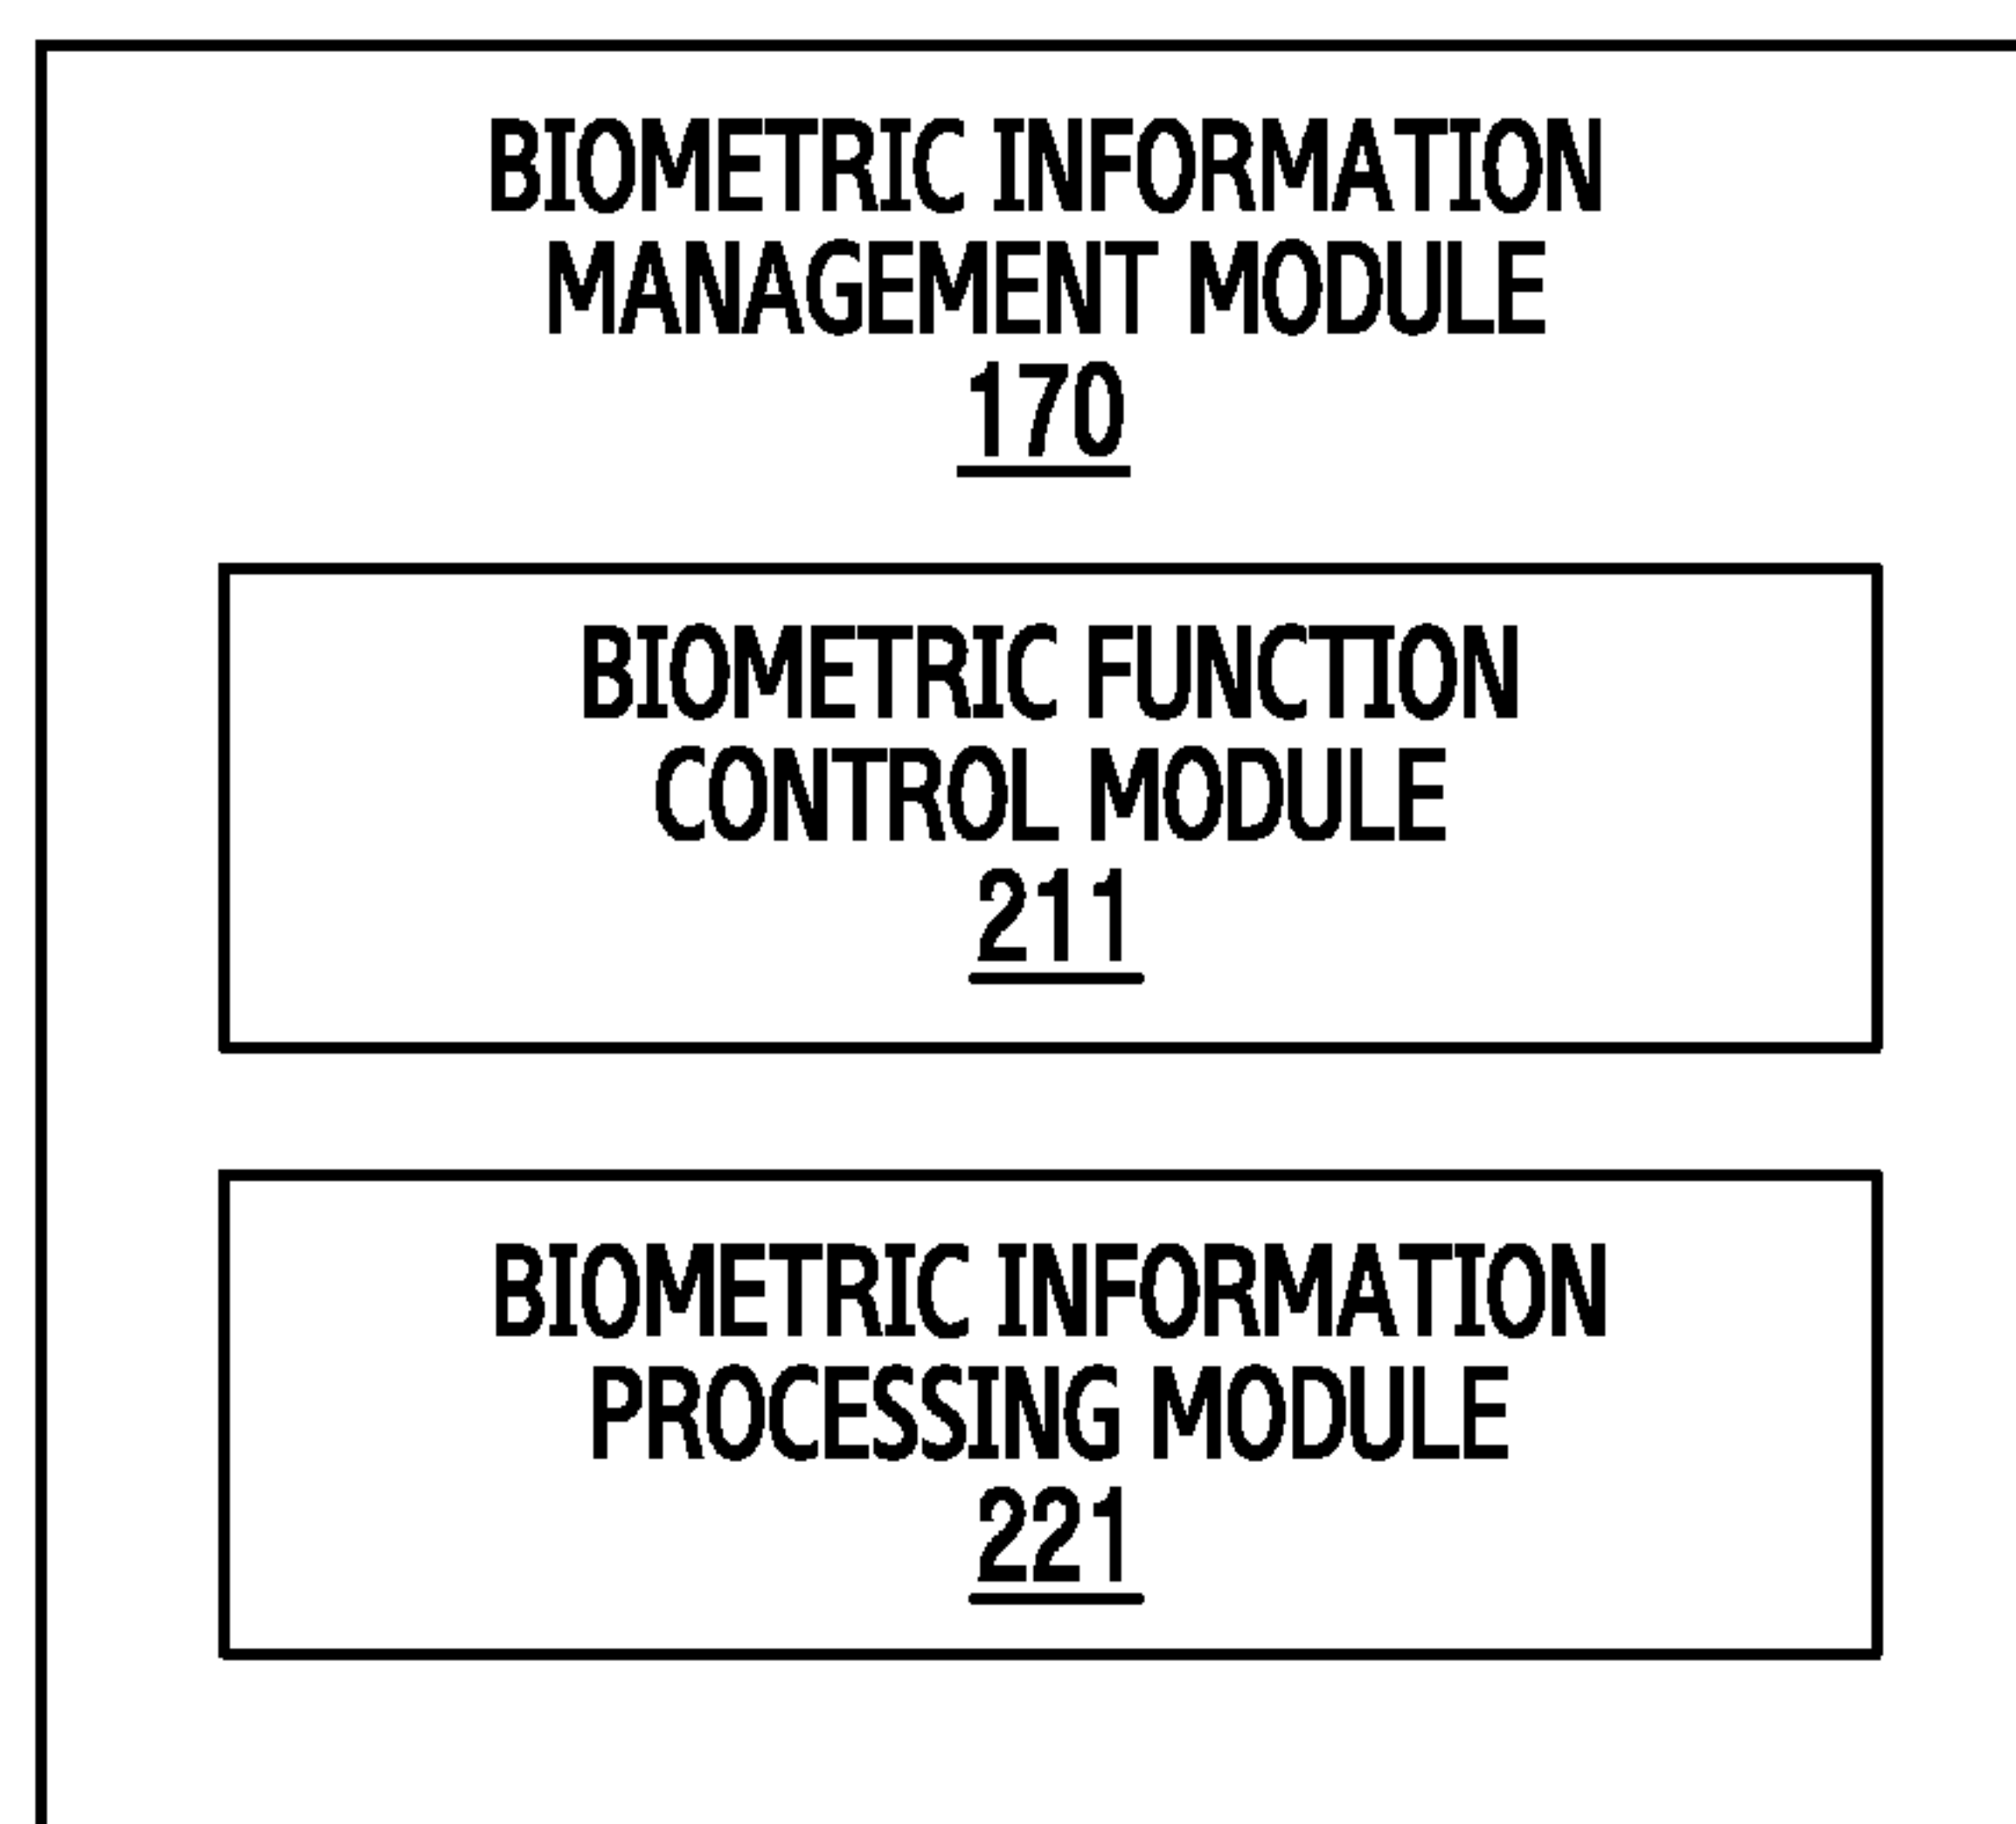 BIOMETRIC INFORMATION
MANAGEMENT MODULE
170
BIOMETRIC FUNCTION
CONTROL MODULE
211
BIOMETRIC INFORMATION
PROCESSING MODULE
221